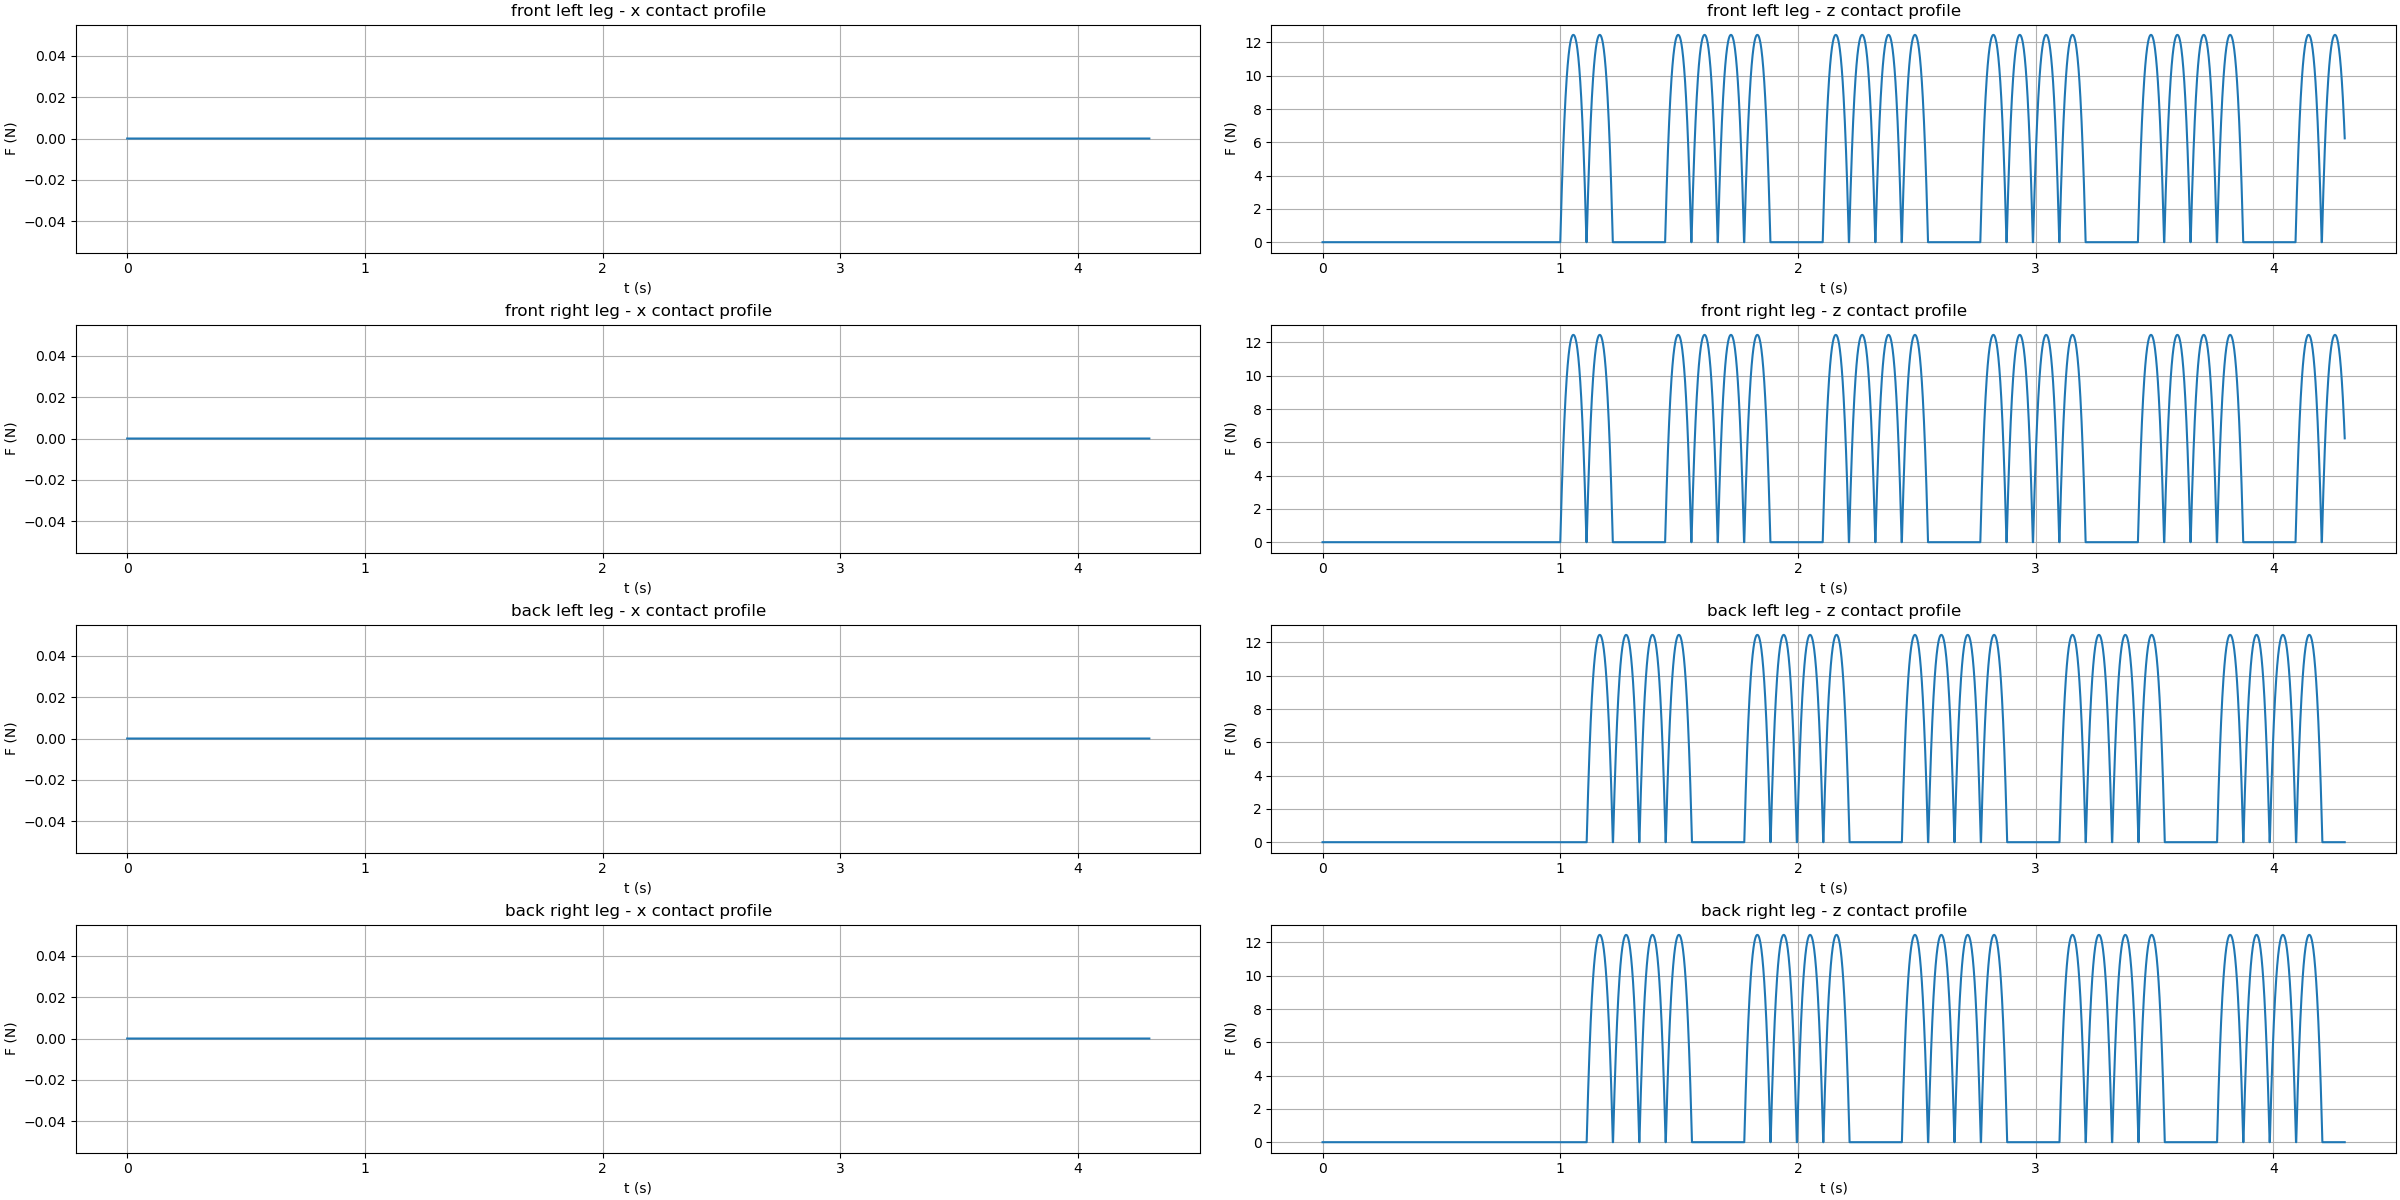 front left leg - x contact profile
F (N)
0.04
0.02
0.00
−0.02
−0.04
0 1 2 3 4
t (s)
front left leg - z contact profile
F (N)
12
10
8
6
4
2
0
0 1 2 3 4
t (s)
front right leg - x contact profile
F (N)
0.04
0.02
0.00
−0.02
−0.04
0 1 2 3 4
t (s)
front right leg - z contact profile
F (N)
12
10
8
6
4
2
0
0 1 2 3 4
t (s)
back left leg - x contact profile
F (N)
0.04
0.02
0.00
−0.02
−0.04
0 1 2 3 4
t (s)
back left leg - z contact profile
F (N)
12
10
8
6
4
2
0
0 1 2 3 4
t (s)
back right leg - x contact profile
F (N)
0.04
0.02
0.00
−0.02
−0.04
0 1 2 3 4
t (s)
back right leg - z contact profile
F (N)
12
10
8
6
4
2
0
0 1 2 3 4
t (s)